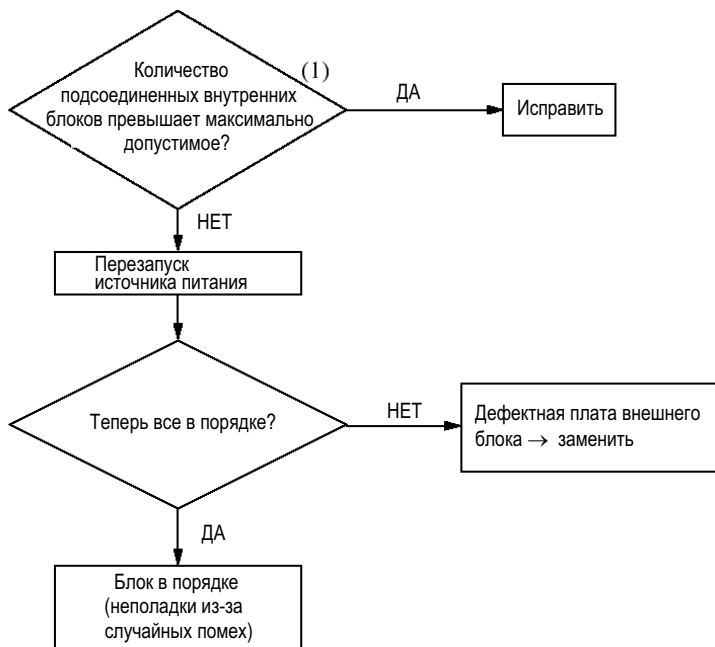 Количество (1)
подсоединенных внутренних
блоков превышает максимально
допустимое?
ДА
Исправить
НЕТ
Перезапуск
источника питания
Теперь все в порядке?
НЕТ
Дефектная плата внешнего
блока → заменить
ДА
Блок в порядке
(неполадки из-за
случайных помех)